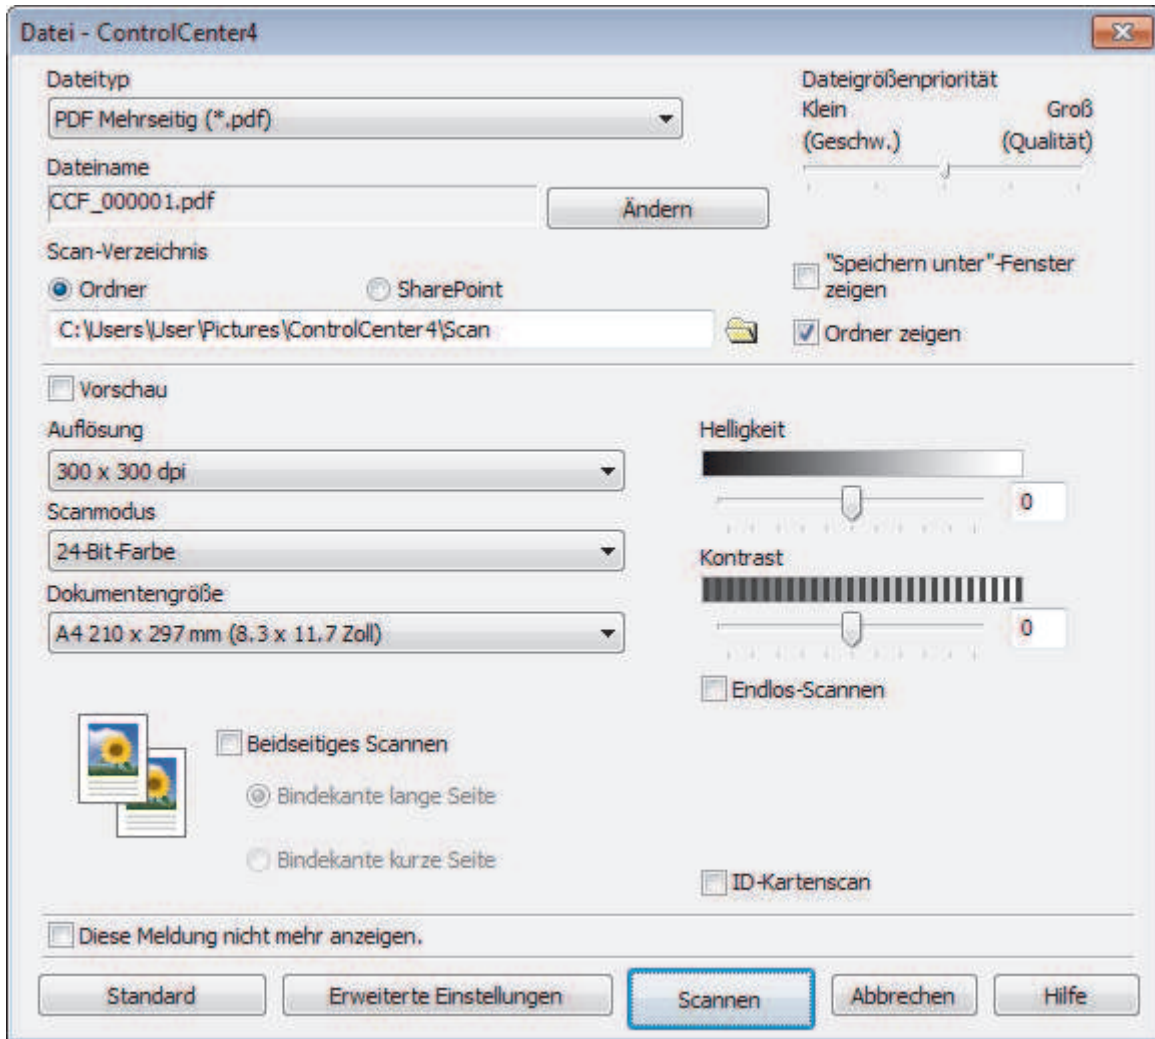 Datei - ControlCenter4
Dateityp
PDF Mehrseitig (*.pdf)
Dateiname
CCF_000001.pdf
Ändern
Dateigrößenpriorität
Klein Groß
(Geschw.) (Qualität)
Scan-Verzeichnis
Ordner SharePoint
C:\Users\User\Pictures\ControlCenter4\Scan
"Speichern unter"-Fenster
zeigen
Ordner zeigen
Vorschau
Auflösung
300 x 300 dpi
Scanmodus
24-Bit-Farbe
Dokumentengröße
A4 210 x 297 mm (8.3 x 11.7 Zoll)
Helligkeit
0
Kontrast
0
Endlos-Scannen
Beidseitiges Scannen
Bindekante lange Seite
Bindekante kurze Seite
ID-Kartenscan
Diese Meldung nicht mehr anzeigen.
Standard Erweiterte Einstellungen Scannen Abbrechen Hilfe